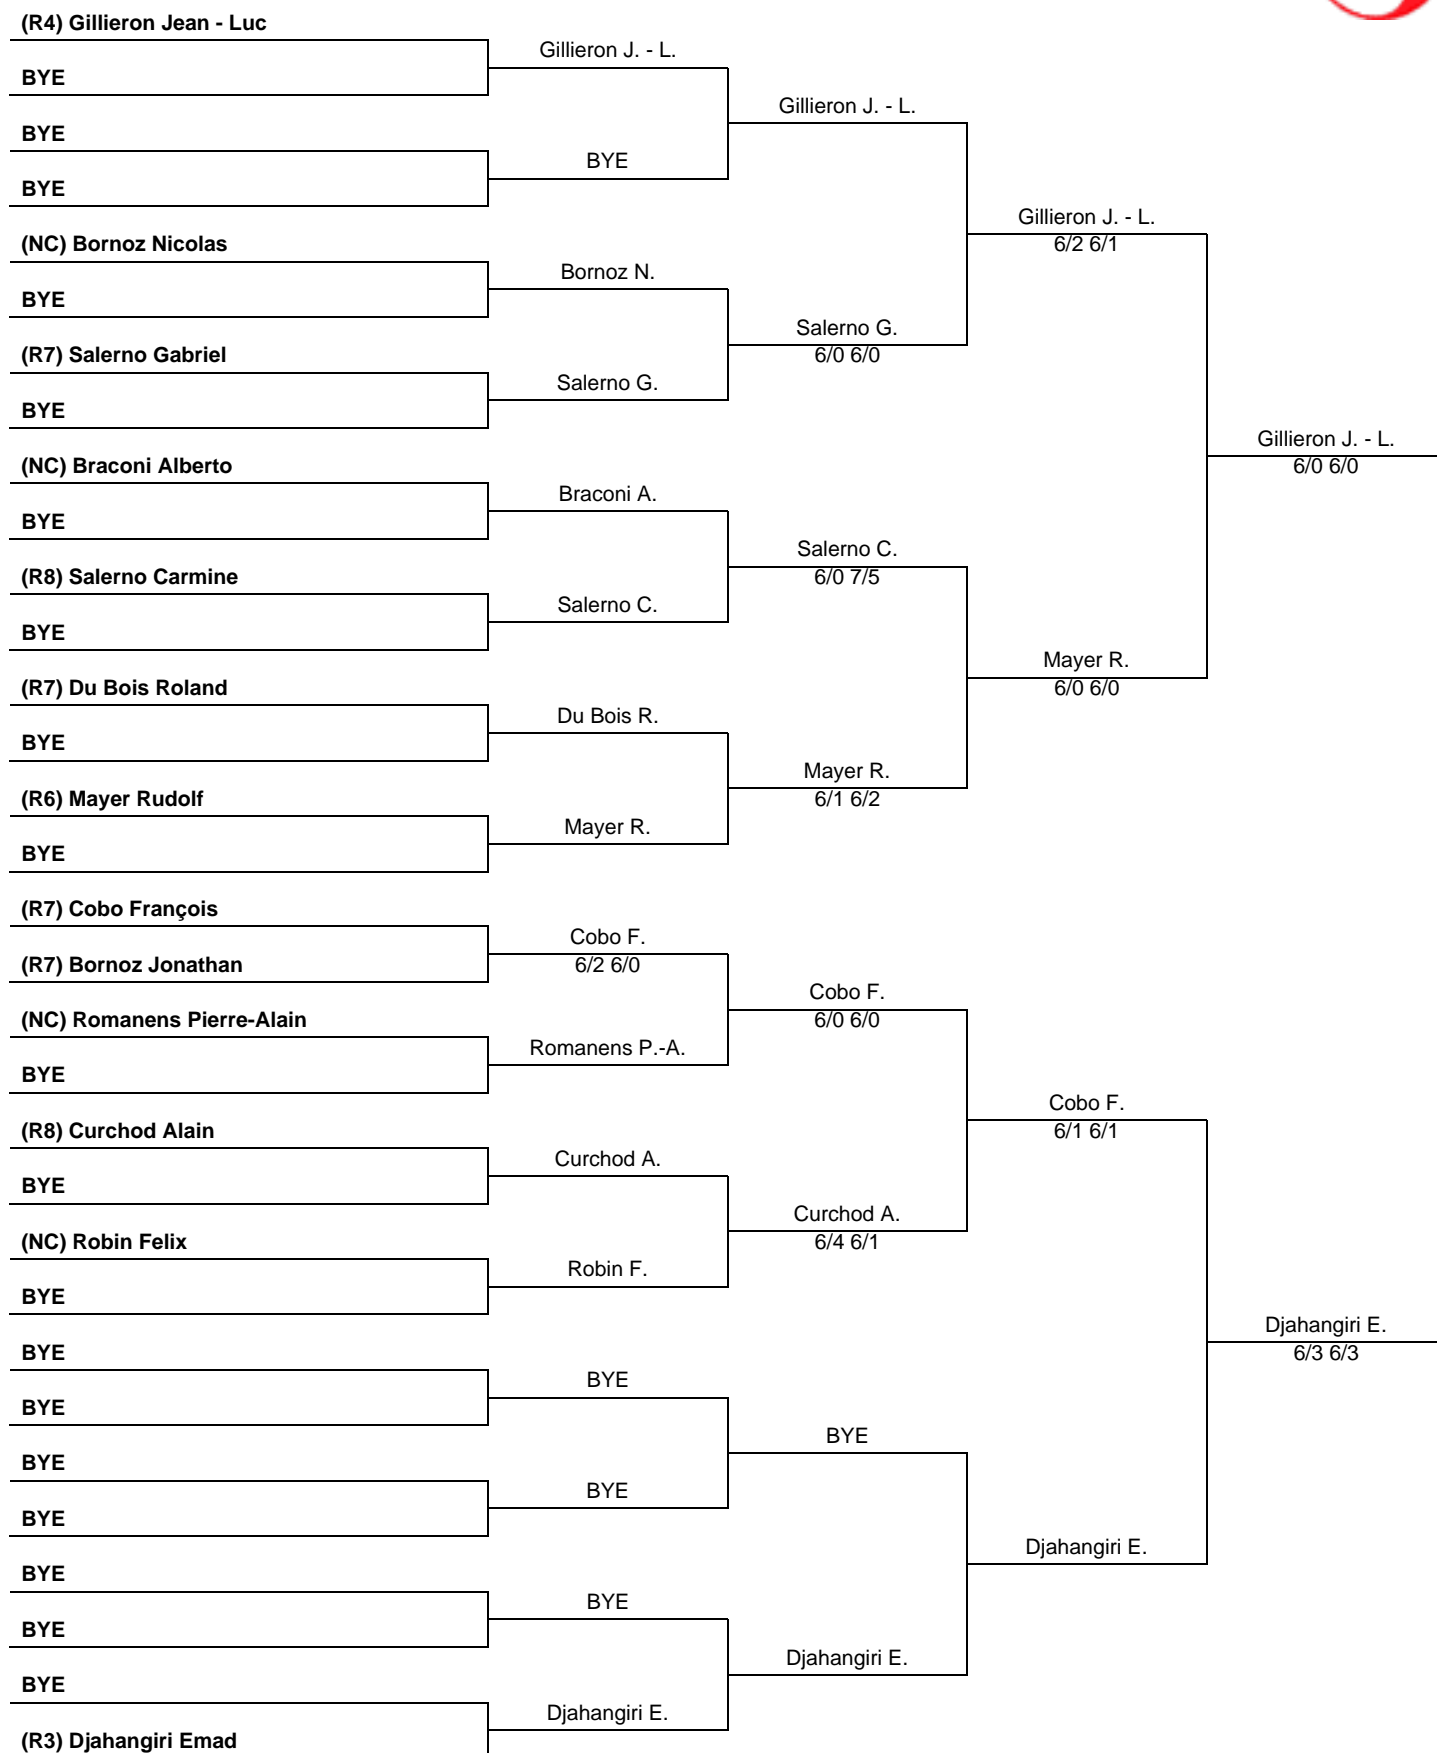 (R4) Gillieron Jean - Luc
BYE
BYE
BYE
(NC) Bornoz Nicolas
BYE
(R7) Salerno Gabriel
BYE
(NC) Braconi Alberto
BYE
(R8) Salerno Carmine
BYE
(R7) Du Bois Roland
BYE
(R6) Mayer Rudolf
BYE
(R7) Cobo François
(R7) Bornoz Jonathan
(NC) Romanens Pierre-Alain
BYE
(R8) Curchod Alain
BYE
(NC) Robin Felix
BYE
BYE
BYE
BYE
BYE
BYE
BYE
BYE
(R3) Djahangiri Emad
Gillieron J. - L.
BYE
Bornoz N.
Salerno G.
Braconi A.
Salerno C.
Du Bois R.
Mayer R.
Cobo F.
6/2 6/0
Romanens P.-A.
Curchod A.
Robin F.
BYE
BYE
BYE
Djahangiri E.
Gillieron J. - L.
Salerno G.
6/0 6/0
Salerno C.
6/0 7/5
Mayer R.
6/1 6/2
Cobo F.
6/0 6/0
Curchod A.
6/4 6/1
BYE
Djahangiri E.
Gillieron J. - L.
6/2 6/1
Mayer R.
6/0 6/0
Cobo F.
6/1 6/1
Djahangiri E.
Gillieron J. - L.
6/0 6/0
Djahangiri E.
6/3 6/3